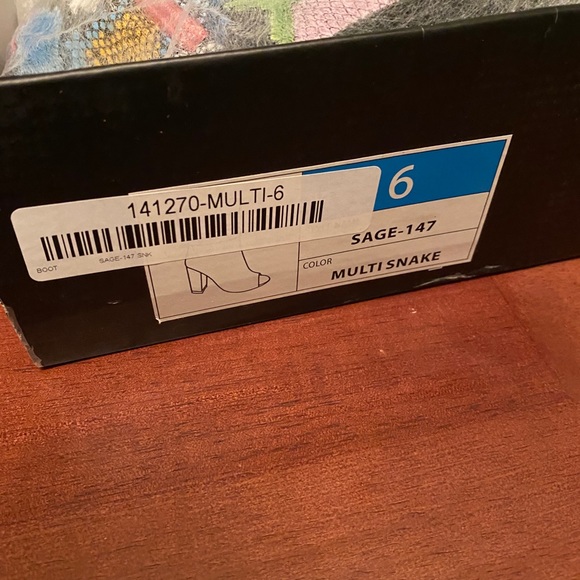 141270-MULTI-6
BOOT SAGE-147 SNK
6
SAGE-147
COLOR MULTI SNAKE